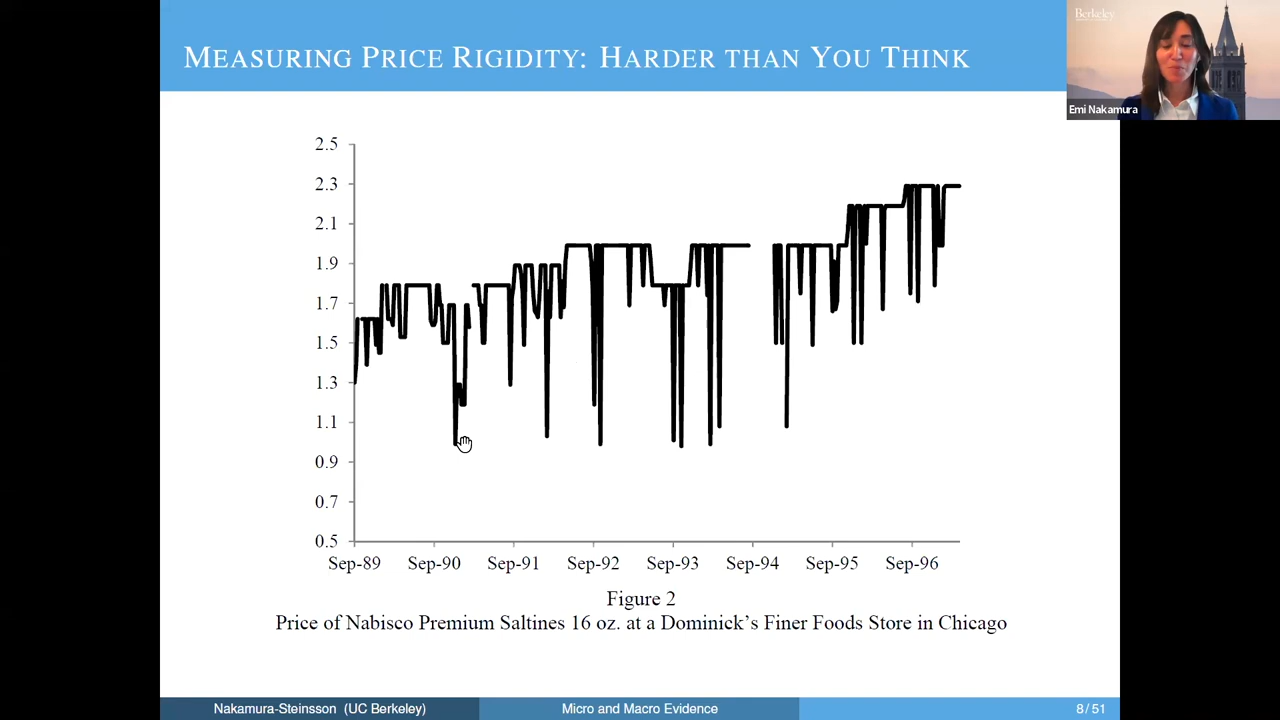 MEASURING PRICE RIGIDITY: HARDER THAN YOU THINK
Berkeley
Emi Nakamura
2.5
2.3
2.1
1.9
1.7
1.5
1.3
1.1
0.9
0.7
0.5
Sep-89 Sep-90 Sep-91 Sep-92 Sep-93 Sep-94 Sep-95 Sep-96
Figure 2
Price of Nabisco Premium Saltines 16 oz. at a Dominick's Finer Foods Store in Chicago
Nakamura-Steinsson (UC Berkeley) Micro and Macro Evidence 8 / 51